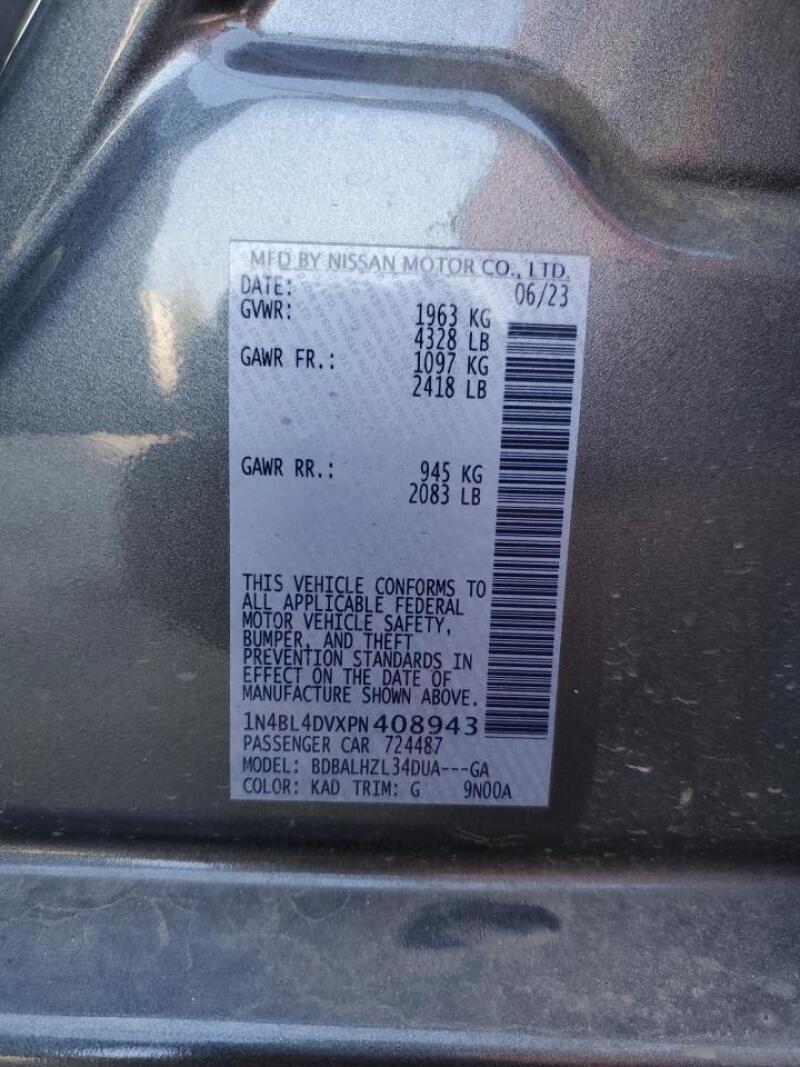 MFD BY NISSAN MOTOR CO., LTD.
DATE: 06/23
GVWR: 1963 KG
4328 LB
GAWR FR.: 1097 KG
2418 LB
GAWR RR.: 945 KG
2083 LB
THIS VEHICLE CONFORMS TO
ALL APPLICABLE FEDERAL
MOTOR VEHICLE SAFETY,
BUMPER, AND THEFT
PREVENTION STANDARDS IN
EFFECT ON THE DATE OF
MANUFACTURE SHOWN ABOVE.
1N4BL4DVXPN408943
PASSENGER CAR 724487
MODEL: BDBALHZL34DUA---GA
COLOR: KAD TRIM: G 9N00A